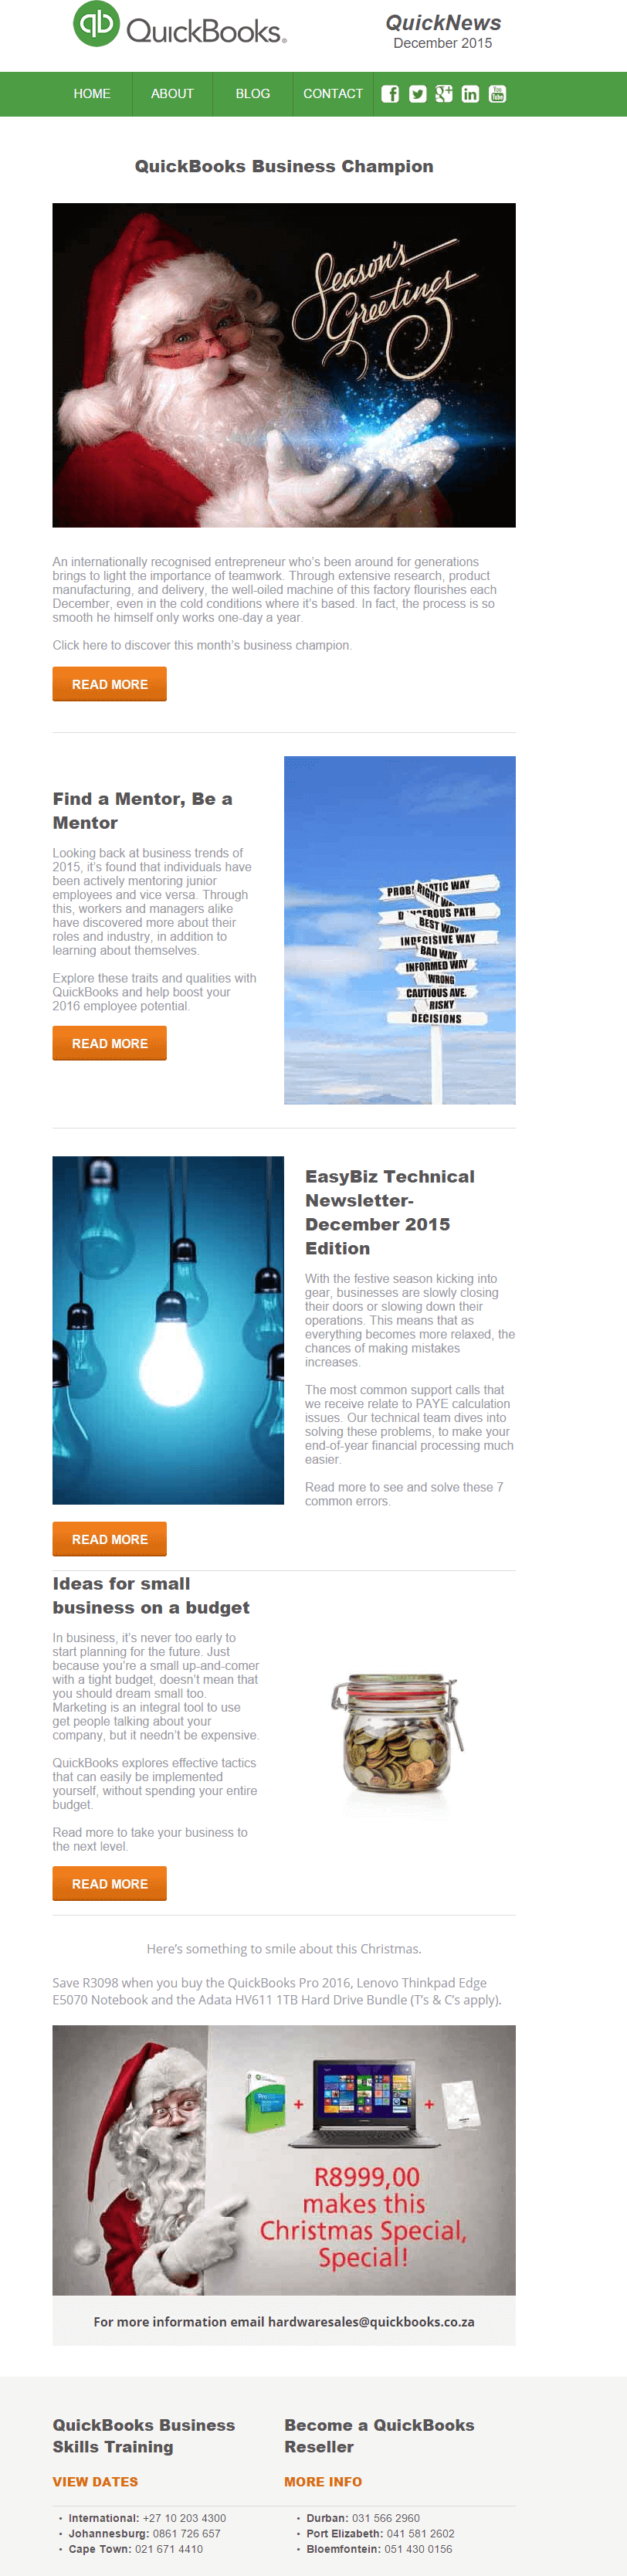 QuickBooks.
QuickNews
December 2015
HOME ABOUT BLOG CONTACT
QuickBooks Business Champion
Season's
Greetings
An internationally recognised entrepreneur who's been around for generations
brings to light the importance of teamwork. Through extensive research, product
manufacturing, and delivery, the well-oiled machine of this factory flourishes each
December, even in the cold conditions where it's based. In fact, the process is so
smooth he himself only works one-day a year.
Click here to discover this month's business champion.
READ MORE
Find a Mentor, Be a
Mentor
Looking back at business trends of
2015, it's found that individuals have
been actively mentoring junior
employees and vice versa. Through
this, workers and managers alike
have discovered more about their
roles and industry, in addition to
learning about themselves.
Explore these traits and qualities with
QuickBooks and help boost your
2016 employee potential.
READ MORE
WAY
RIGHT
PATH
BEST WAY
INDECISIVE WAY
BAD WAY
INFORMED WAY
WRONG
CAUTIOUS AVE.
RISKY
DECISIONS
EasyBiz Technical
Newsletter-
December 2015
Edition
With the festive season kicking into
gear, businesses are slowly closing
their doors or slowing down their
operations. This means that as
everything becomes more relaxed, the
chances of making mistakes
increases.
The most common support calls that
we receive relate to PAYE calculation
issues. Our technical team dives into
solving these problems, to make your
end-of-year financial processing much
easier.
Read more to see and solve these 7
common errors.
READ MORE
Ideas for small
business on a budget
In business, it's never too early to
start planning for the future. Just
because you're a small up-and-comer
with a tight budget, doesn't mean that
you should dream small too.
Marketing is an integral tool to use
get people talking about your
company, but it needn't be expensive.
QuickBooks explores effective tactics
that can easily be implemented
yourself, without spending your entire
budget.
Read more to take your business to
the next level.
READ MORE
Here's something to smile about this Christmas.
Save R3098 when you buy the QuickBooks Pro 2016, Lenovo Thinkpad Edge
E5070 Notebook and the Adata HV611 1TB Hard Drive Bundle (T's & C's apply).
+ +
R8999,00
makes this
Christmas Special,
Special!
For more information email hardwaresales@quickbooks.co.za
QuickBooks Business
Skills Training
VIEW DATES
• International: +27 10 203 4300
• Johannesburg: 0861 726 657
• Cape Town: 021 671 4410
Become a QuickBooks
Reseller
MORE INFO
• Durban: 031 566 2960
• Port Elizabeth: 041 581 2602
• Bloemfontein: 051 430 0156